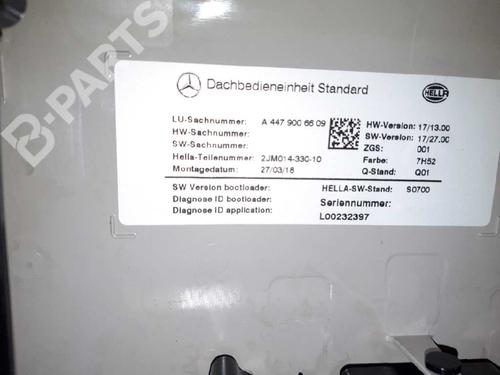 B-PARTS
Dachbedieneinheit Standard
HELLA
LU-Sachnummer: A 447 900 66 09
HW-Sachnummer:
SW-Sachnummer:
Hella-Teilenummer: 2JM014-330-10
Montagedatum: 27/03/18
HW-Version: 17/13.00
SW-Version: 17/27.00
ZGS: 001
Farbe: 7H52
Q-Stand: Q01
SW Version bootloader:
Diagnose ID bootloader:
Diagnose ID application:
HELLA-SW-Stand: S0700
Seriennummer:
L00232397